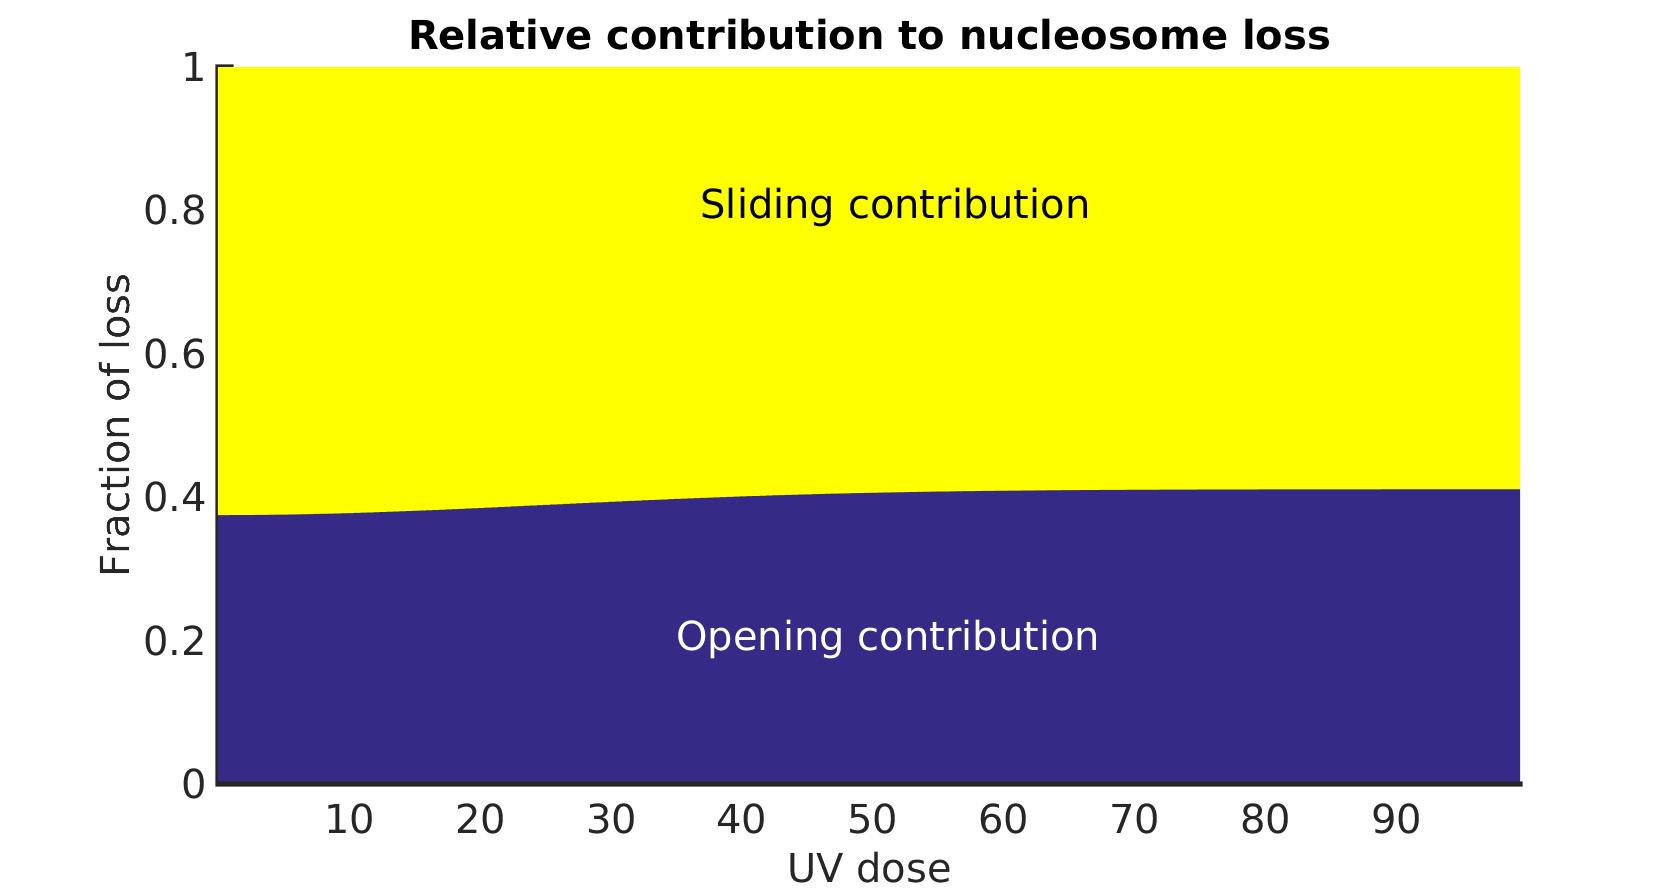 Relative contribution to nucleosome loss
1
0.8
0.6
0.4
0.2
0
Fraction of loss
Sliding contribution
Opening contribution
10 20 30 40 50 60 70 80 90
UV dose